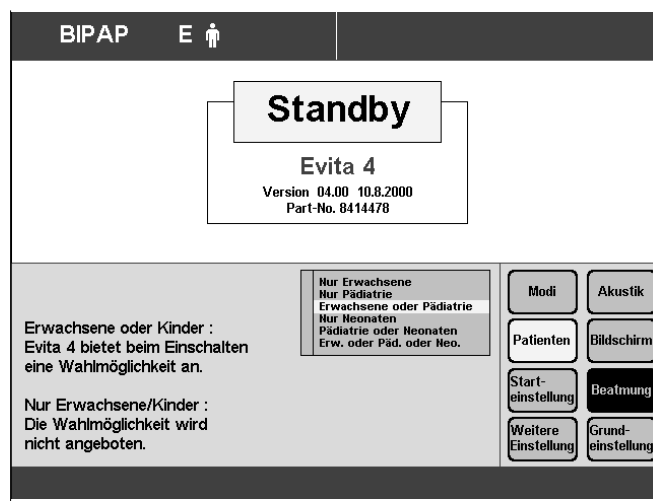 BIPAP E
Standby
Evita 4
Version 04.00 10.8.2000
Part-No. 8414478
Nur Erwachsene
Nur Pädiatrie
Erwachsene oder Pädiatrie
Nur Neonaten
Pädiatrie oder Neonaten
Erw. oder Päd. oder Neo.
Erwachsene oder Kinder :
Evita 4 bietet beim Einschalten
eine Wahlmöglichkeit an.
Nur Erwachsene/Kinder :
Die Wahlmöglichkeit wird
nicht angeboten.
Modi
Akustik
Patienten
Bildschirm
Start-
einstellung
Beatmung
Weitere
Einstellung
Grund-
einstellung